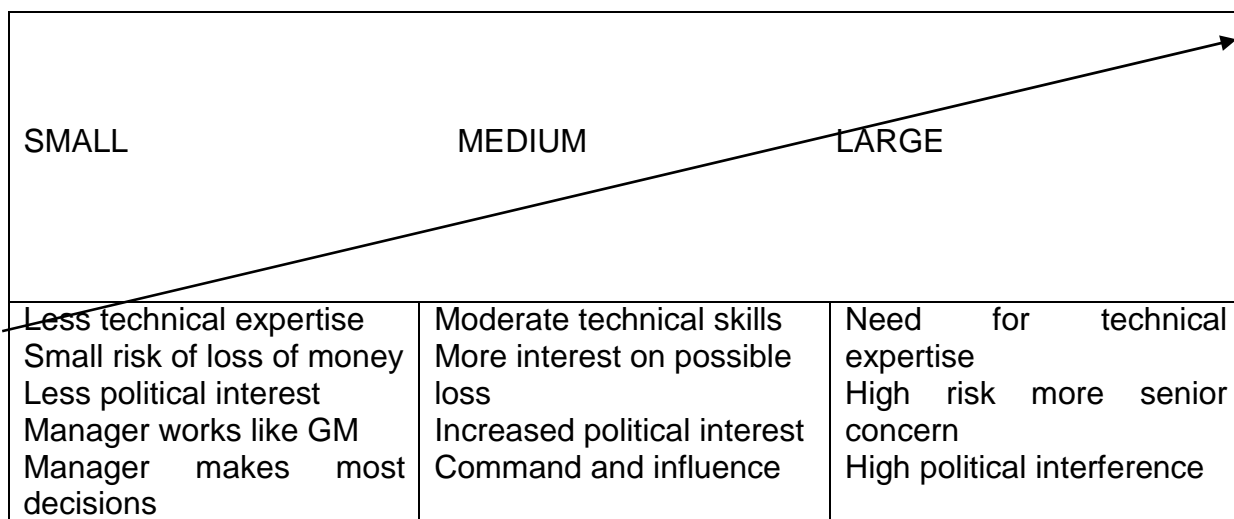 SMALL MEDIUM LARGE
Less technical expertise
Small risk of loss of money
Less political interest
Manager works like GM
Manager makes most
decisions
Moderate technical skills
More interest on possible
loss
Increased political interest
Command and influence
Need for technical
expertise
High risk more senior
concern
High political interference